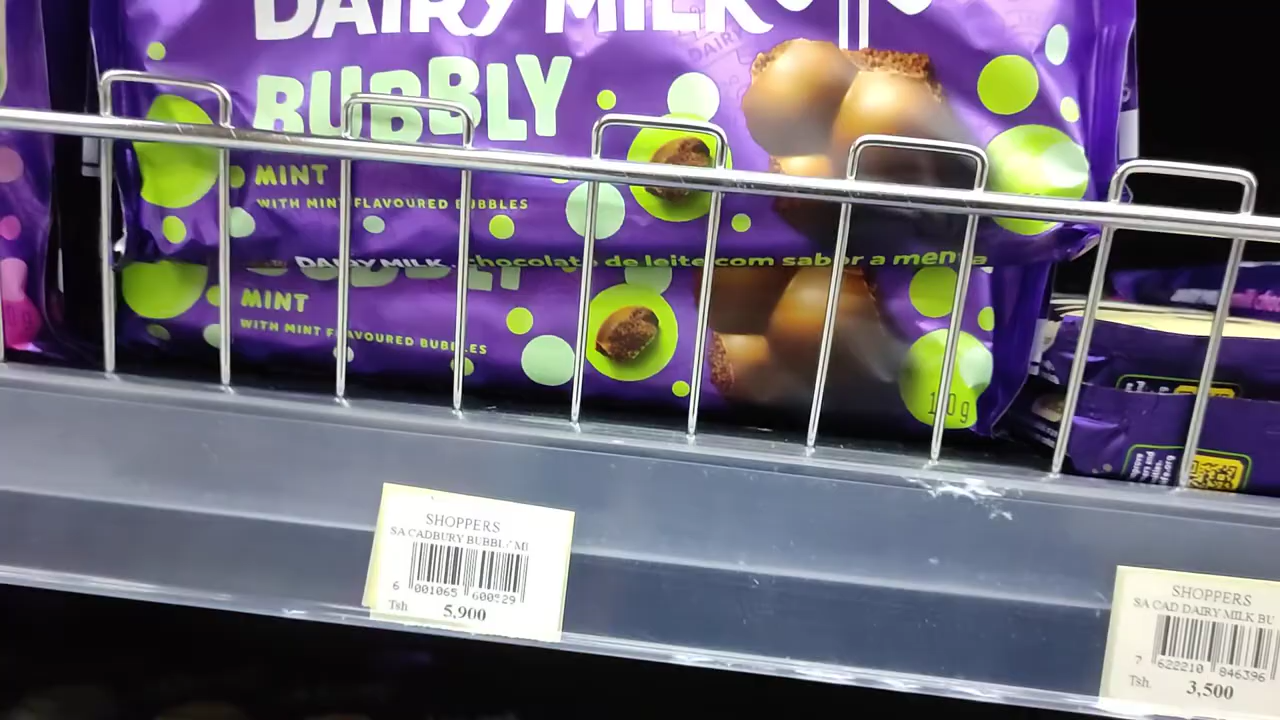 DAIRY MILK
BUBBLY
MINT
WITH MINT FLAVOURED BUBBLES
DAIRY MILK. chocolate de leite com sabor a menta
MINT
WITH MINT FLAVOURED BUBBLES
SHOPPERS
SA CADBURY BUBBLY MI
6 001065 600529
Tsh 5,900
SHOPPERS
SA CAD DAIRY MILK BU
7 622210 846396
Tsh. 3,500